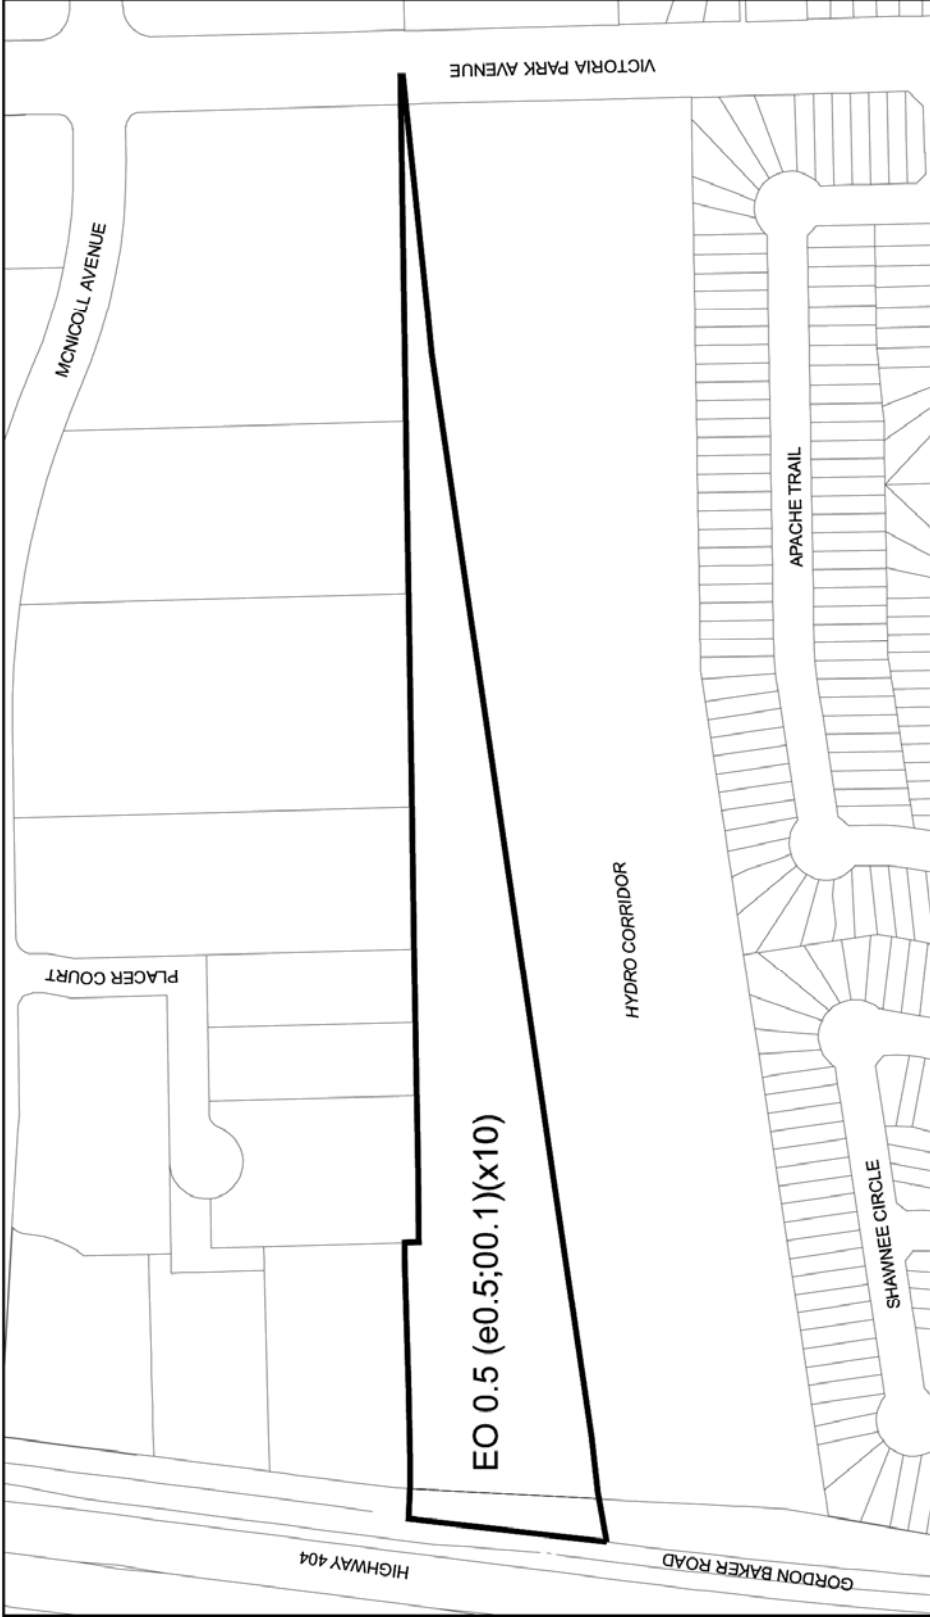 VICTORIA PARK AVENUE
MCNICOLL AVENUE
APACHE TRAIL
HYDRO CORRIDOR
PLACER COURT
EO 0.5 (e0.5;00.1)(x10)
SHAWNEE CIRCLE
HIGHWAY 404
GORDON BAKER ROAD